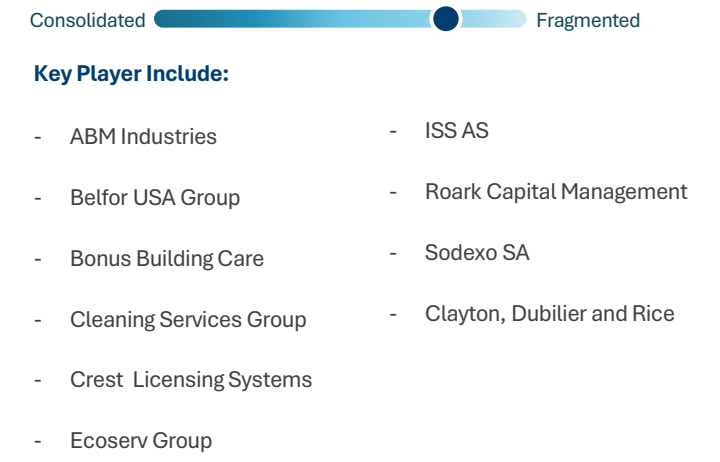 Consolidated Fragmented
Key Player Include:
- ABM Industries
- Belfor USA Group
- Bonus Building Care
- Cleaning Services Group
- Crest Licensing Systems
- Ecoserv Group
- ISS AS
- Roark Capital Management
- Sodexo SA
- Clayton, Dubilier and Rice